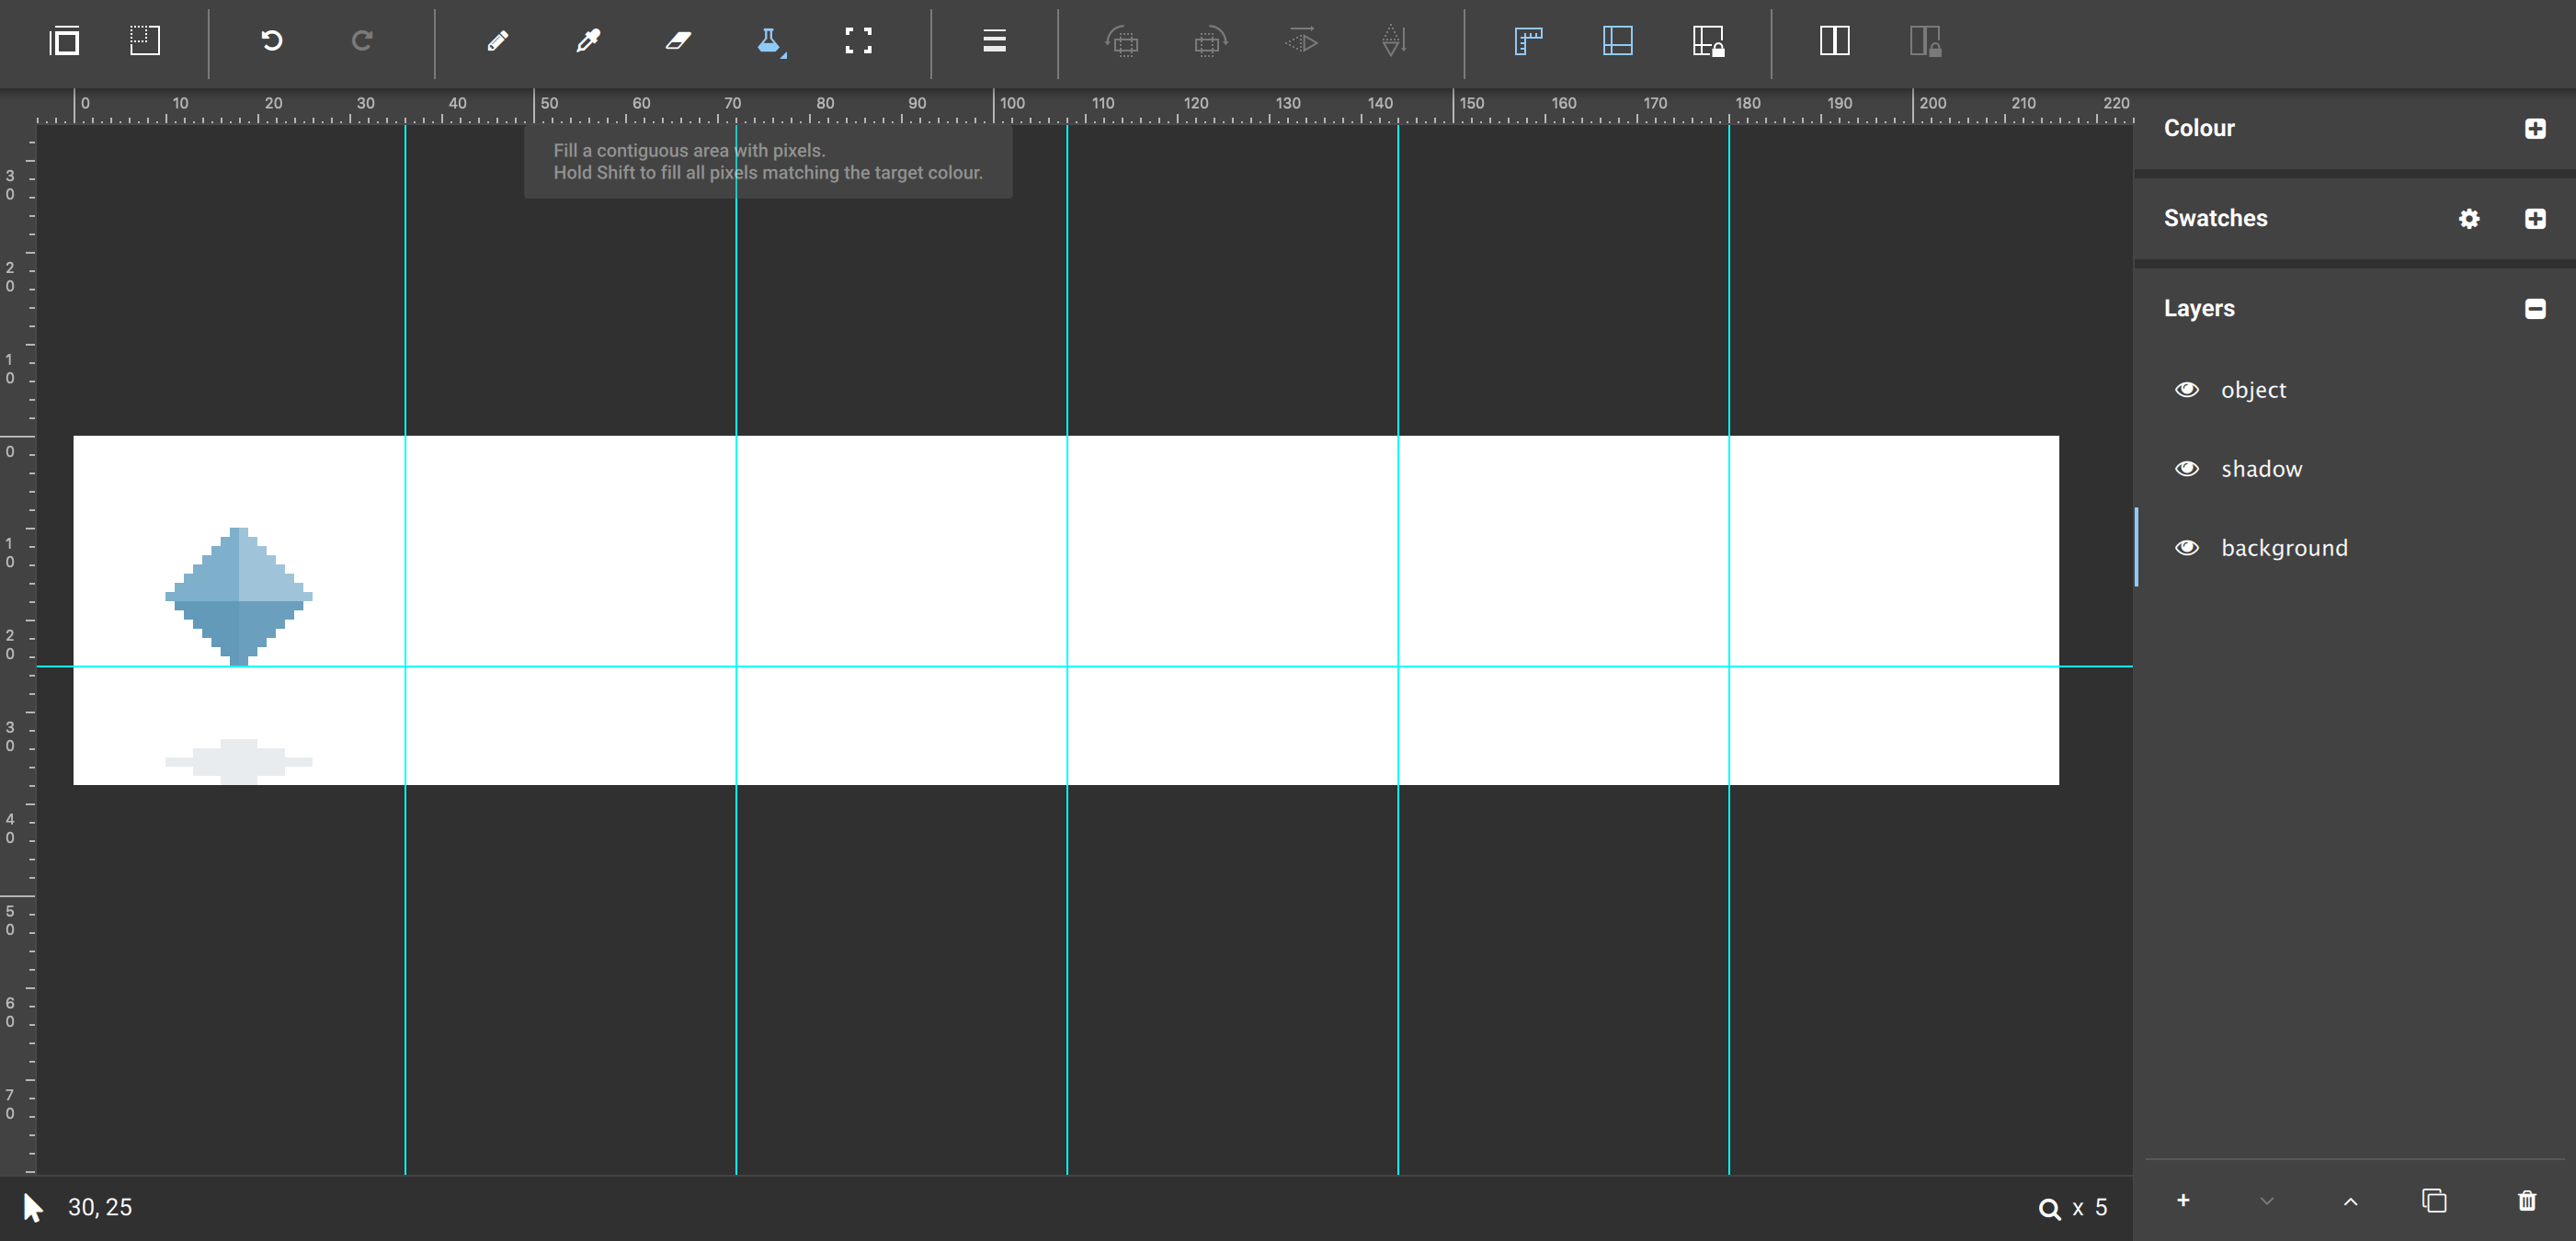 0 10 20 30 40 50 60 70 80 90 100 110 120 130 140 150 160 170 180 190 200 210 220
Fill a contiguous area with pixels.
Hold Shift to fill all pixels matching the target colour.
30
20
10
0
10
20
30
40
50
60
70
Colour
Swatches
Layers
object
shadow
background
30, 25
x 5